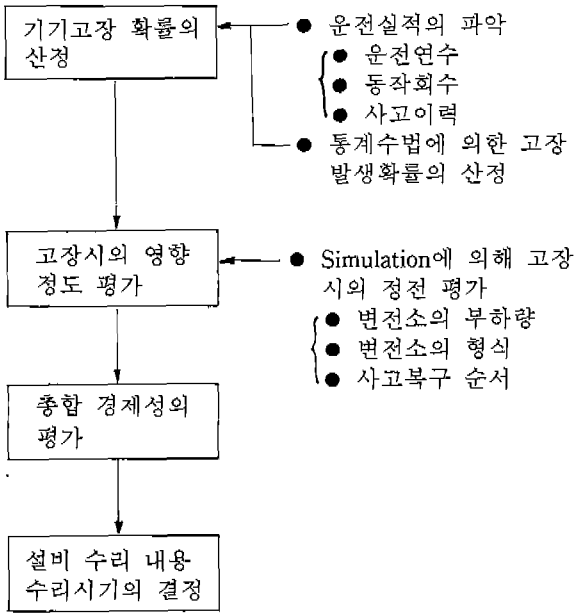 기기고장 확률의
산정
● 운전실적의 파악
● 운전연수
● 동작회수
● 사고이력
● 통계수법에 의한 고장
발생확률의 산정
고장시의 영향
정도 평가
● Simulation에 의해 고장
시의 정전 평가
● 변전소의 부하량
● 변전소의 형식
● 사고복구 순서
종합 경제성의
평가
설비 수리 내용
수리시기의 결정